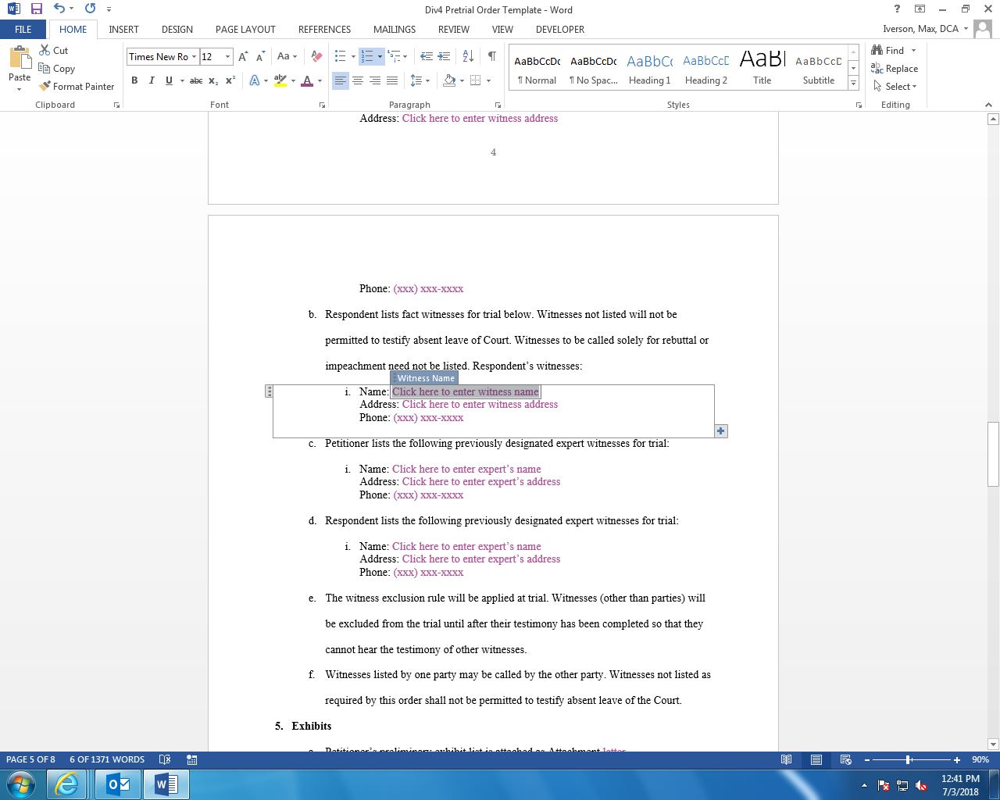 Div4 Pretrial Order Template - Word
FILE HOME INSERT DESIGN PAGE LAYOUT REFERENCES MAILINGS REVIEW VIEW DEVELOPER Iverson, Max, DCA
Paste
Cut
Copy
Format Painter
Clipboard
Times New Ro 12
Font
Paragraph
AaBbCcDc AaBbCcDc AaBbCc AaBbCcD AaB AaBbCcD
¶ Normal ¶ No Spac... Heading 1 Heading 2 Title Subtitle
Styles
Find
Replace
Select
Editing
Address: Click here to enter witness address
4
Phone: (xxx) xxx-xxxx
b. Respondent lists fact witnesses for trial below. Witnesses not listed will not be
permitted to testify absent leave of Court. Witnesses to be called solely for rebuttal or
impeachment need not be listed. Respondent’s witnesses:
Witness Name
i. Name: Click here to enter witness name
Address: Click here to enter witness address
Phone: (xxx) xxx-xxxx
c. Petitioner lists the following previously designated expert witnesses for trial:
i. Name: Click here to enter expert’s name
Address: Click here to enter expert’s address
Phone: (xxx) xxx-xxxx
d. Respondent lists the following previously designated expert witnesses for trial:
i. Name: Click here to enter expert’s name
Address: Click here to enter expert’s address
Phone: (xxx) xxx-xxxx
e. The witness exclusion rule will be applied at trial. Witnesses (other than parties) will
be excluded from the trial until after their testimony has been completed so that they
cannot hear the testimony of other witnesses.
f. Witnesses listed by one party may be called by the other party. Witnesses not listed as
required by this order shall not be permitted to testify absent leave of the Court.
5. Exhibits
a. Petitioner’s preliminary exhibit list is attached as Attachment letter
PAGE 5 OF 8 6 OF 1371 WORDS 90%
12:41 PM
7/3/2018